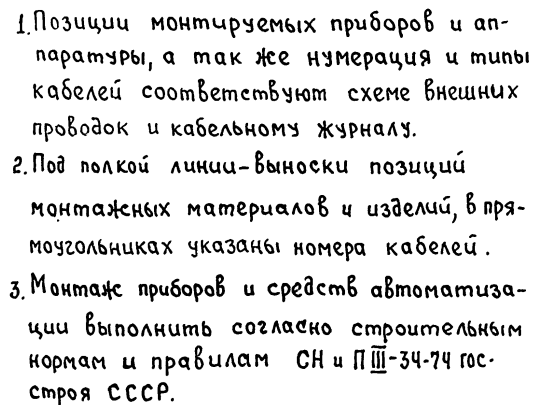 1. Позиции монтируемых приборов и ап-
паратуры, а так же нумерация и типы
кабелей соответствуют схеме внешних
проводок и кабельному журналу.
2. Под полкой линии-выноски позиций
монтажных материалов и изделий, в пря-
моугольниках указаны номера кабелей.
3. Монтаж приборов и средств автоматиза-
ции выполнить согласно строительным
нормам и правилам СН и П III-34-74 гос-
строя СССР.